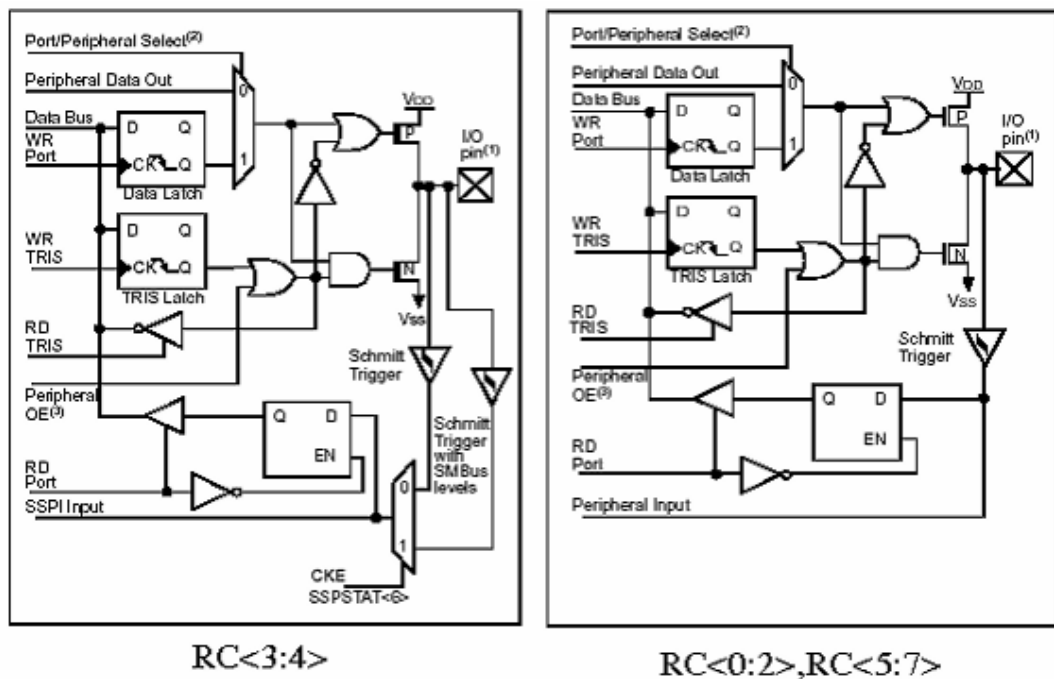 Port/Peripheral Select(2)
Peripheral Data Out
Data Bus
WR
Port
D Q
CK Q
Data Latch
0
1
VDD
P
I/O
pin(1)
WR
TRIS
D Q
CK Q
TRIS Latch
N
Vss
RD
TRIS
Schmitt
Trigger
Peripheral
OE(3)
Q D
EN
Schmitt
Trigger
with
SMBus
levels
RD
Port
SSPI Input
0
1
CKE
SSPSTAT<6>
RC<3:4>
Port/Peripheral Select(2)
Peripheral Data Out
Data Bus
WR
Port
D Q
CK Q
Data Latch
0
1
VDD
P
I/O
pin(1)
WR
TRIS
D Q
CK Q
TRIS Latch
N
Vss
RD
TRIS
Schmitt
Trigger
Peripheral
OE(3)
Q D
EN
RD
Port
Peripheral Input
RC<0:2>,RC<5:7>